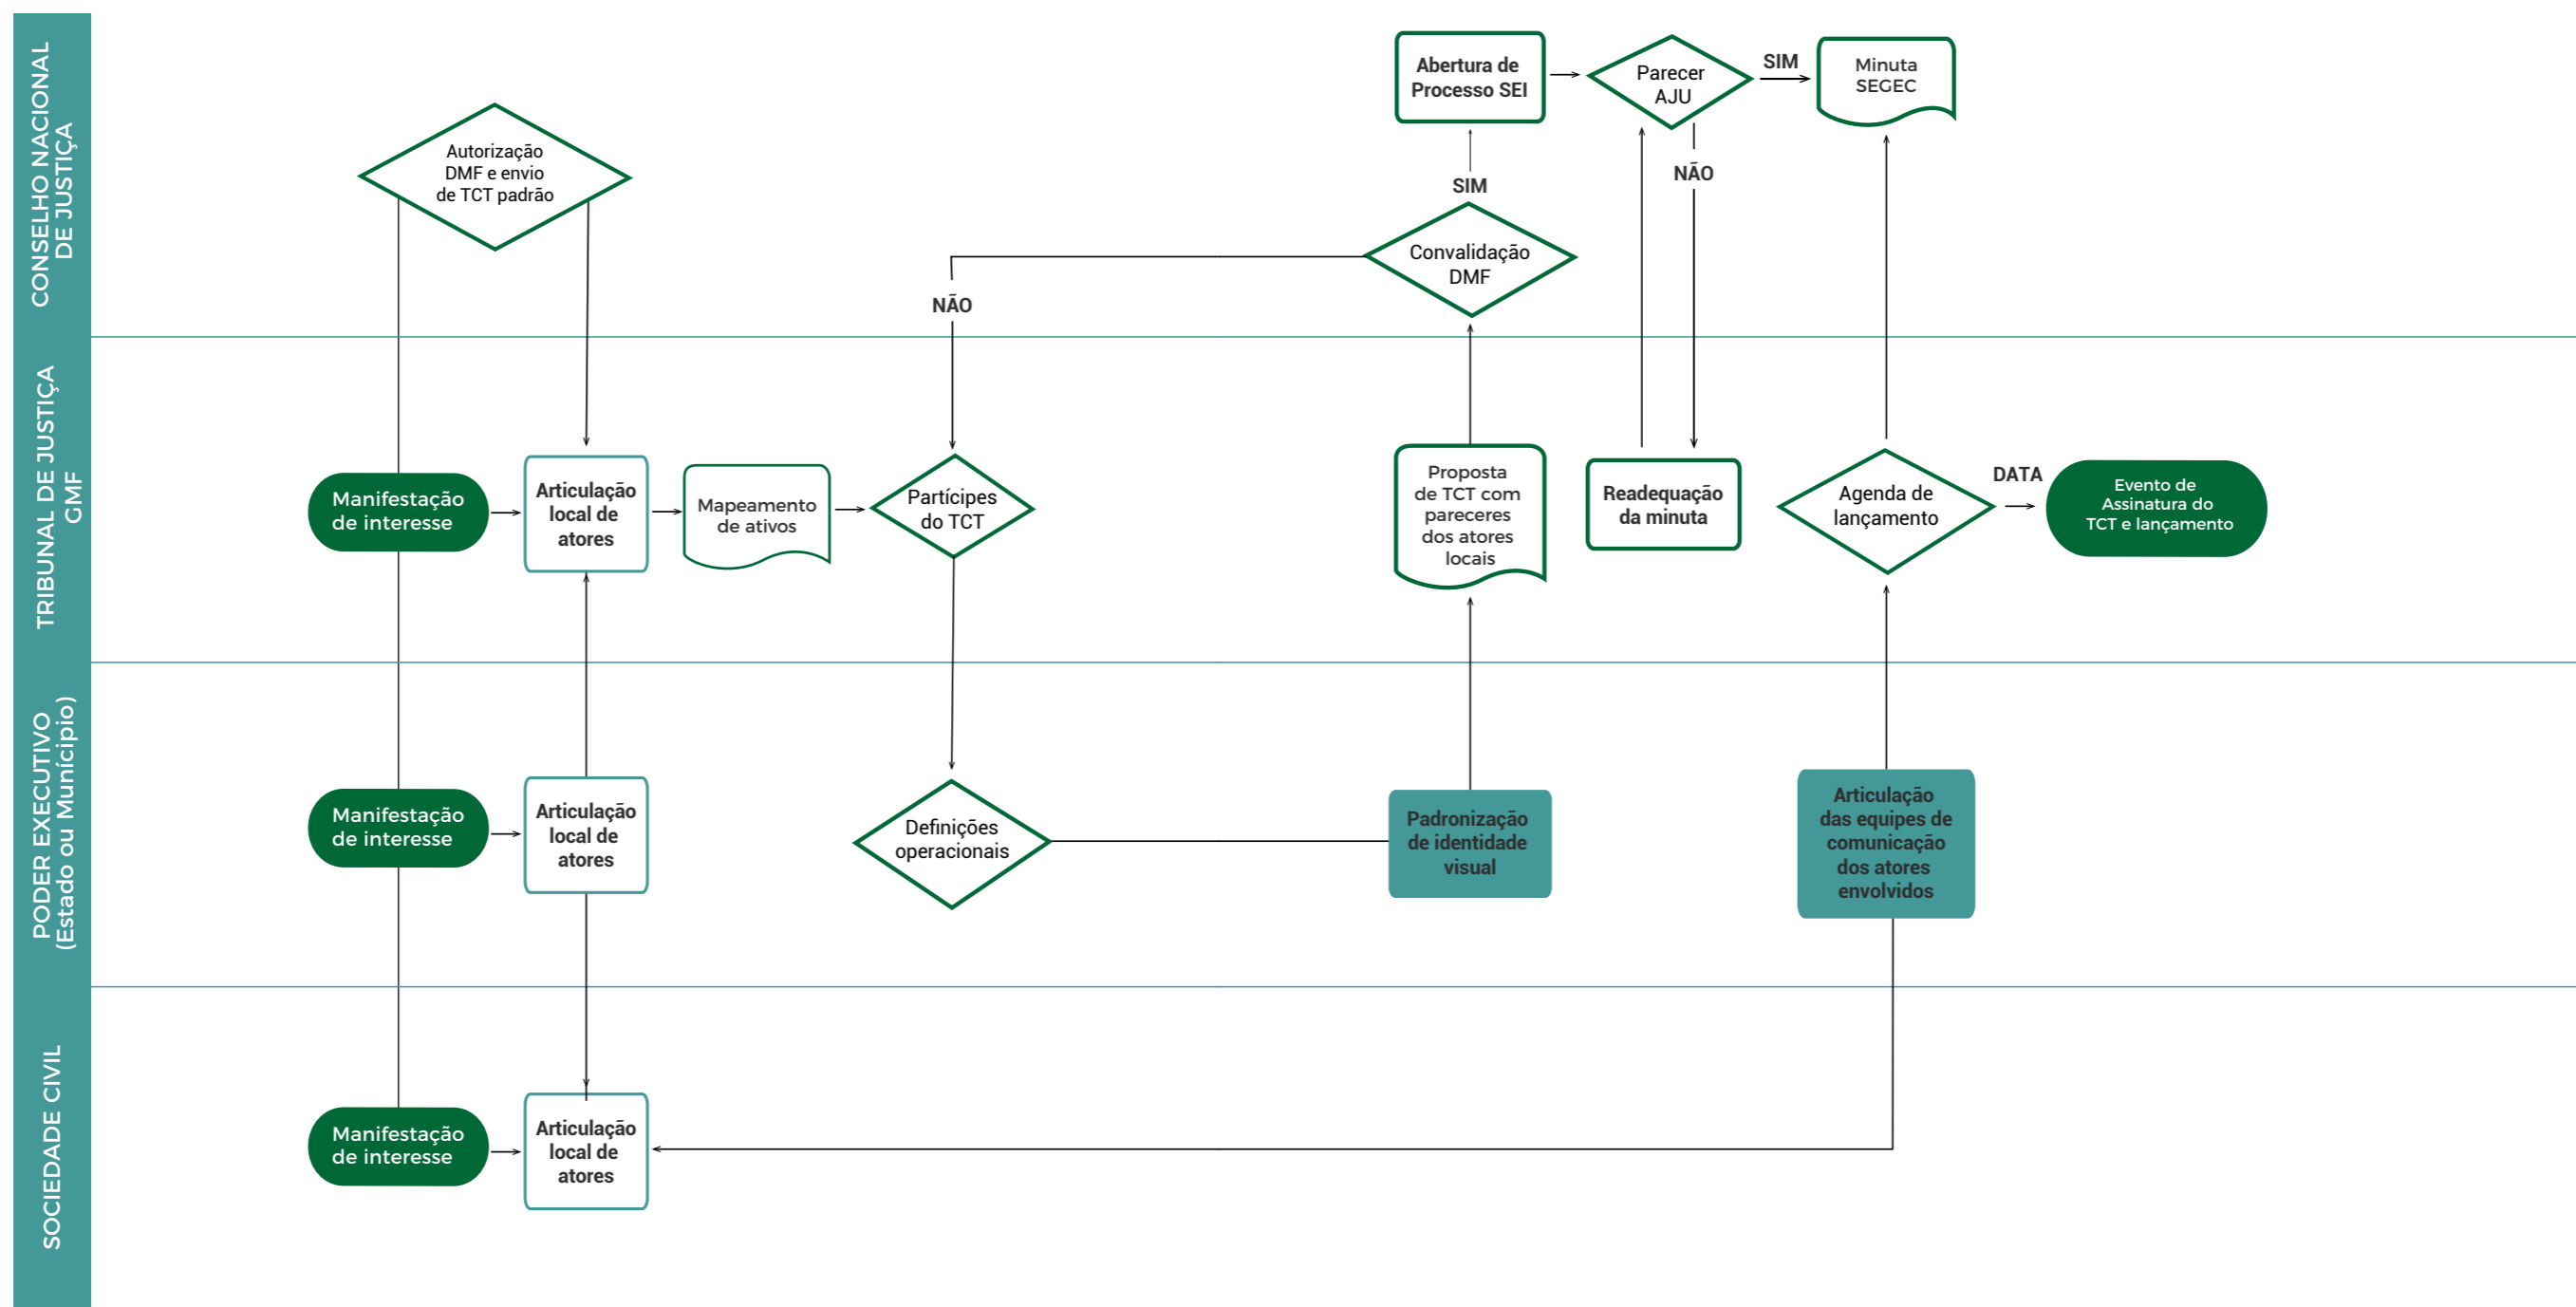 CONSELHO NACIONAL
DE JUSTIÇA
Autorização
DMF e envio
de TCT padrão
NÃO
Convalidação
DMF
SIM
Abertura de
Processo SEI
Parecer
AJU
NÃO
SIM
Minuta
SEGEC
TRIBUNAL DE JUSTIÇA
GMF
Manifestação
de interesse
Articulação
local de
atores
Mapeamento
de ativos
Partícipes
do TCT
Proposta
de TCT com
pareceres
dos atores
locais
Readequação
da minuta
Agenda de
lançamento
DATA
Evento de
Assinatura do
TCT e lançamento
PODER EXECUTIVO
(Estado ou Munícipio)
Manifestação
de interesse
Articulação
local de
atores
Definições
operacionais
Padronização
de identidade
visual
Articulação
das equipes de
comunicação
dos atores
envolvidos
SOCIEDADE CIVIL
Manifestação
de interesse
Articulação
local de
atores